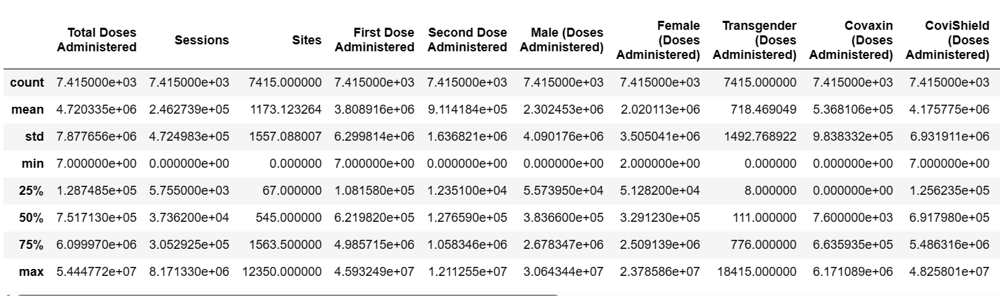 Total Doses Administered Sessions Sites First Dose Administered Second Dose Administered Male (Doses Administered) Female (Doses Administered) Transgender (Doses Administered) Covaxin (Doses Administered) CoviShield (Doses Administered)
count 7.415000e+03 7.415000e+03 7415.000000 7.415000e+03 7.415000e+03 7.415000e+03 7.415000e+03 7415.000000 7.415000e+03 7.415000e+03
mean 4.720335e+06 2.462739e+05 1173.123264 3.808916e+06 9.114184e+05 2.302453e+06 2.020113e+06 718.469049 5.368106e+05 4.175775e+06
std 7.877656e+06 4.724983e+05 1557.088007 6.299814e+06 1.636821e+06 4.090176e+06 3.505041e+06 1492.768922 9.838332e+05 6.931911e+06
min 7.000000e+00 0.000000e+00 0.000000 7.000000e+00 0.000000e+00 0.000000e+00 2.000000e+00 0.000000 0.000000e+00 7.000000e+00
25% 1.287485e+05 5.755000e+03 67.000000 1.081580e+05 1.235100e+04 5.573950e+04 5.128200e+04 8.000000 0.000000e+00 1.256235e+05
50% 7.517130e+05 3.736200e+04 545.000000 6.219820e+05 1.276590e+05 3.836600e+05 3.291230e+05 111.000000 7.600000e+03 6.917980e+05
75% 6.099970e+06 3.052925e+05 1563.500000 4.985715e+06 1.058346e+06 2.678347e+06 2.509139e+06 776.000000 6.635935e+05 5.486316e+06
max 5.444772e+07 8.171330e+06 12350.000000 4.593249e+07 1.211255e+07 3.064344e+07 2.378586e+07 18415.000000 6.171089e+06 4.825801e+07